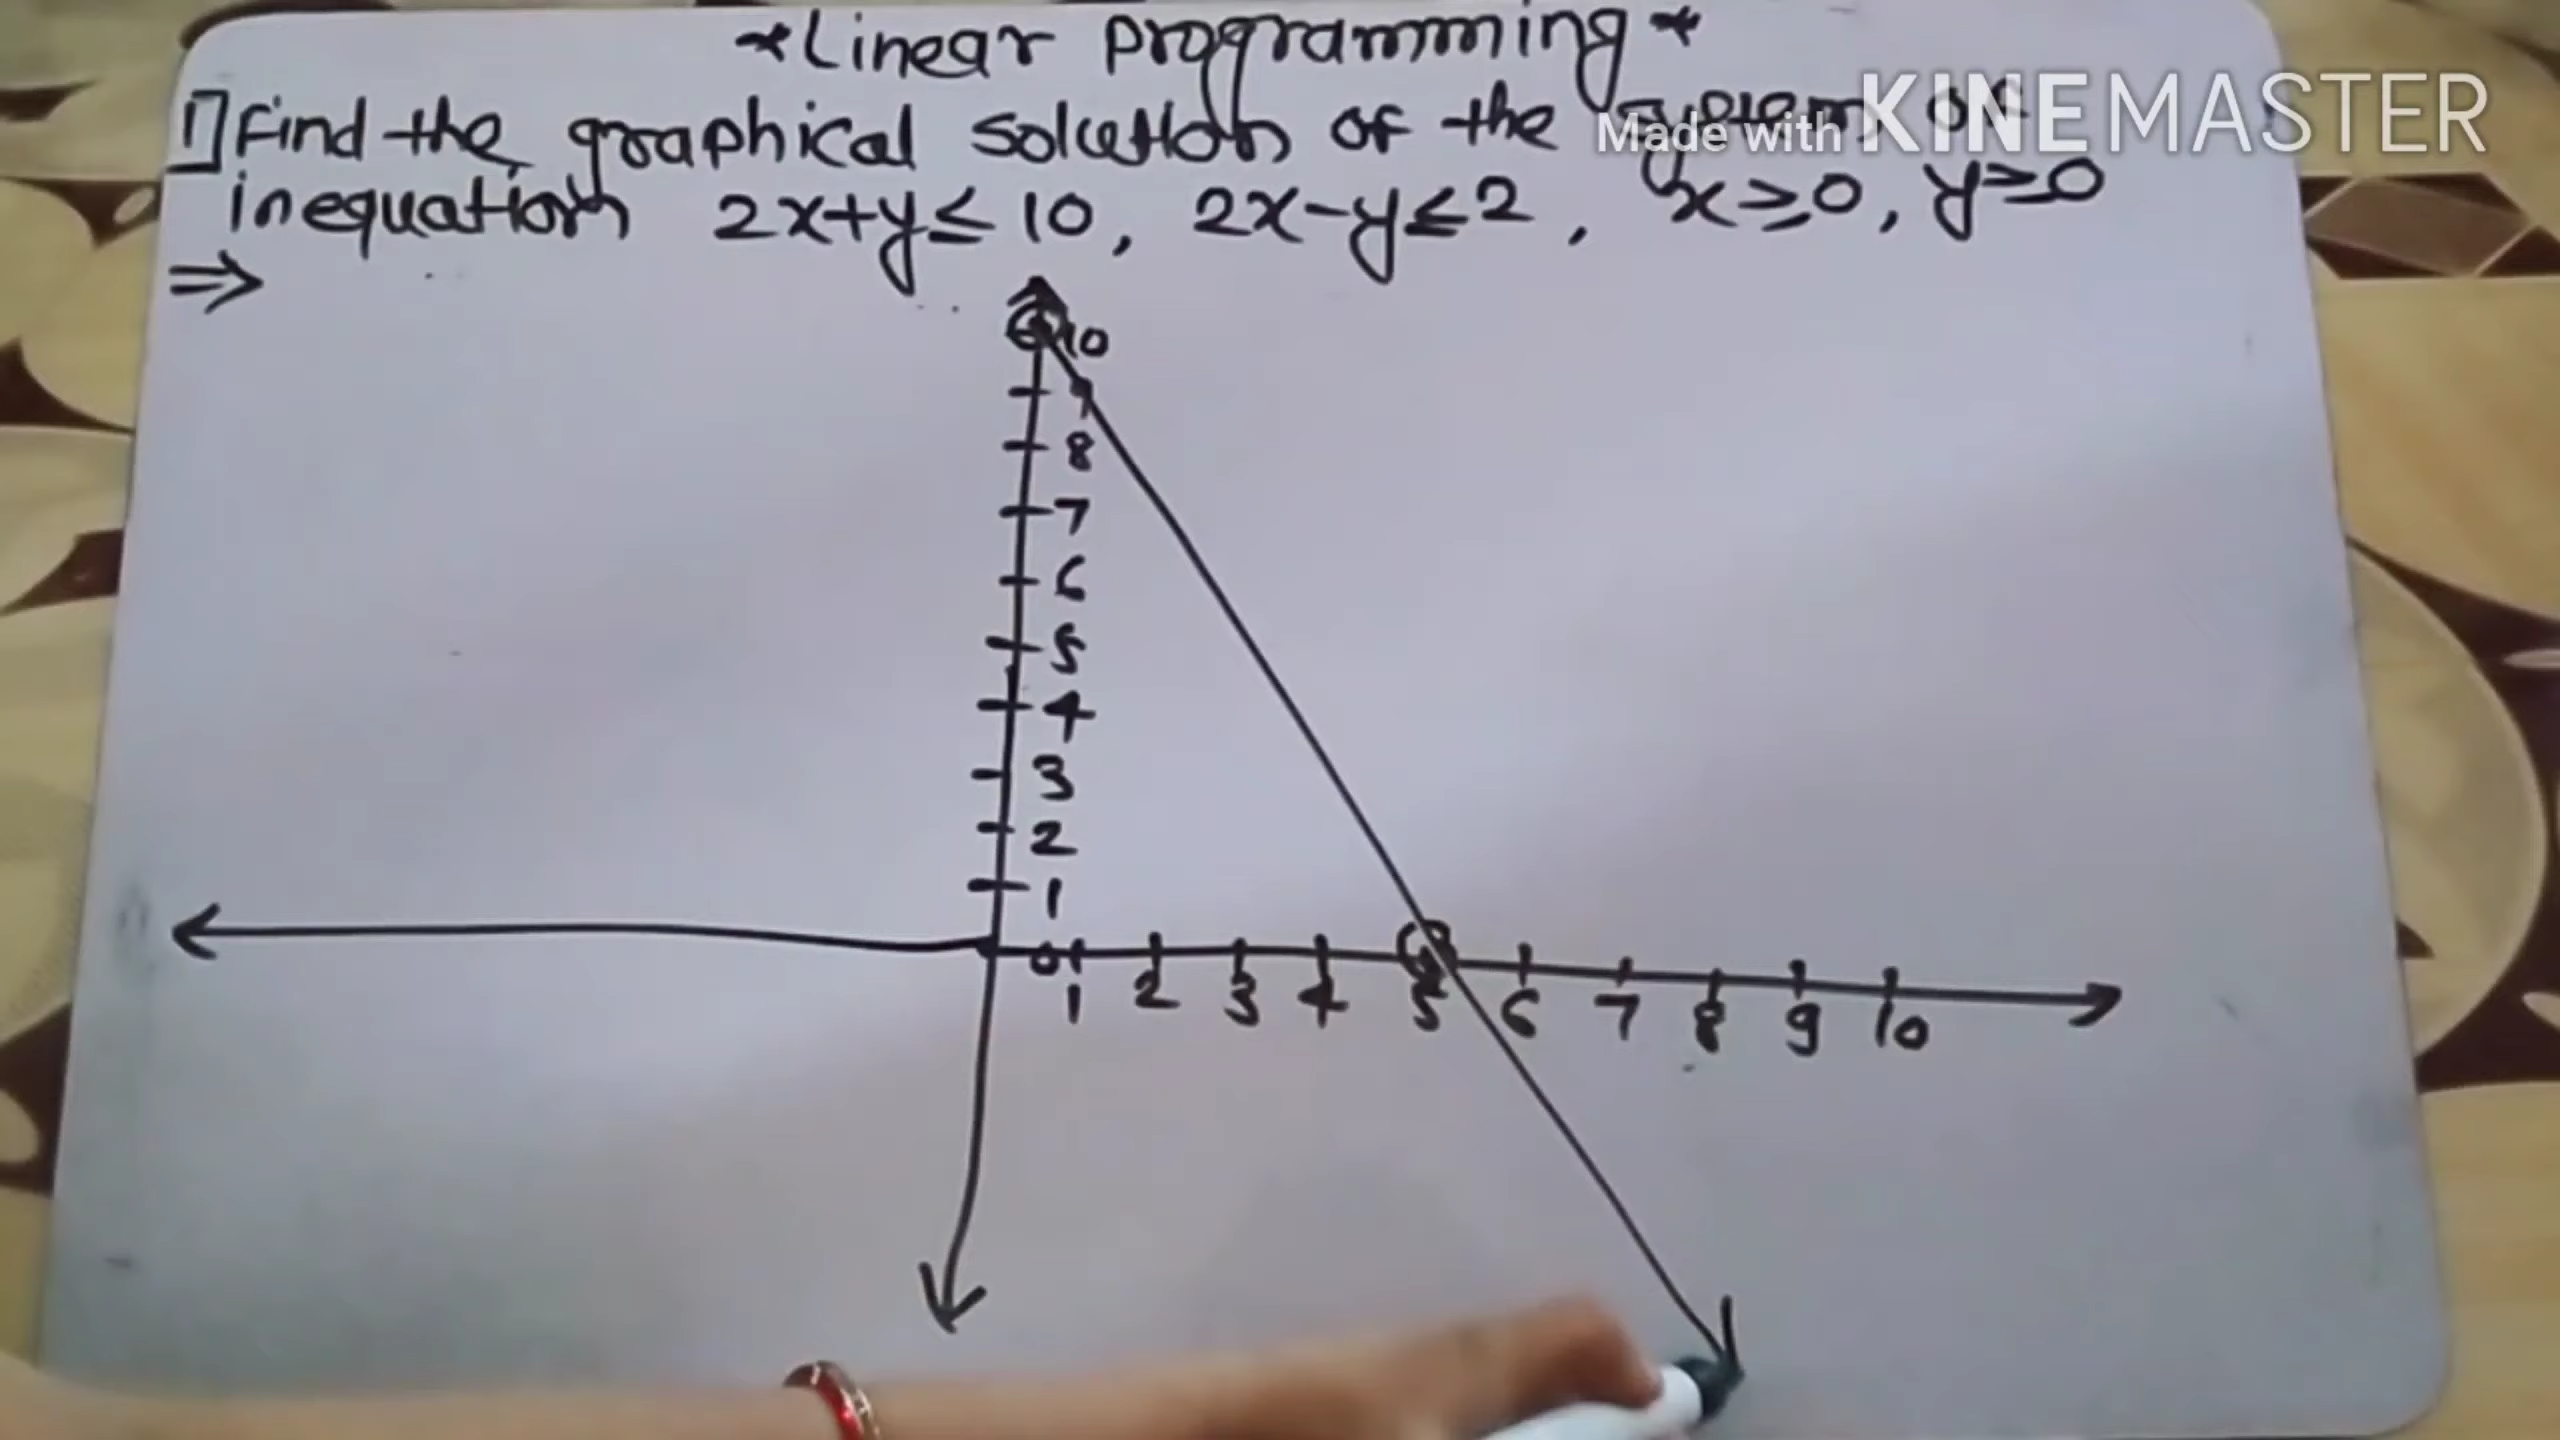 *Linear Programming*
1] Find the graphical solution of the system of
inequation 2x+y≤10, 2x-y≤2, x≥0, y≥0
⇒
10
9
8
7
6
5
4
3
2
1
0 1 2 3 4 5 6 7 8 9 10
Made with KINEMASTER